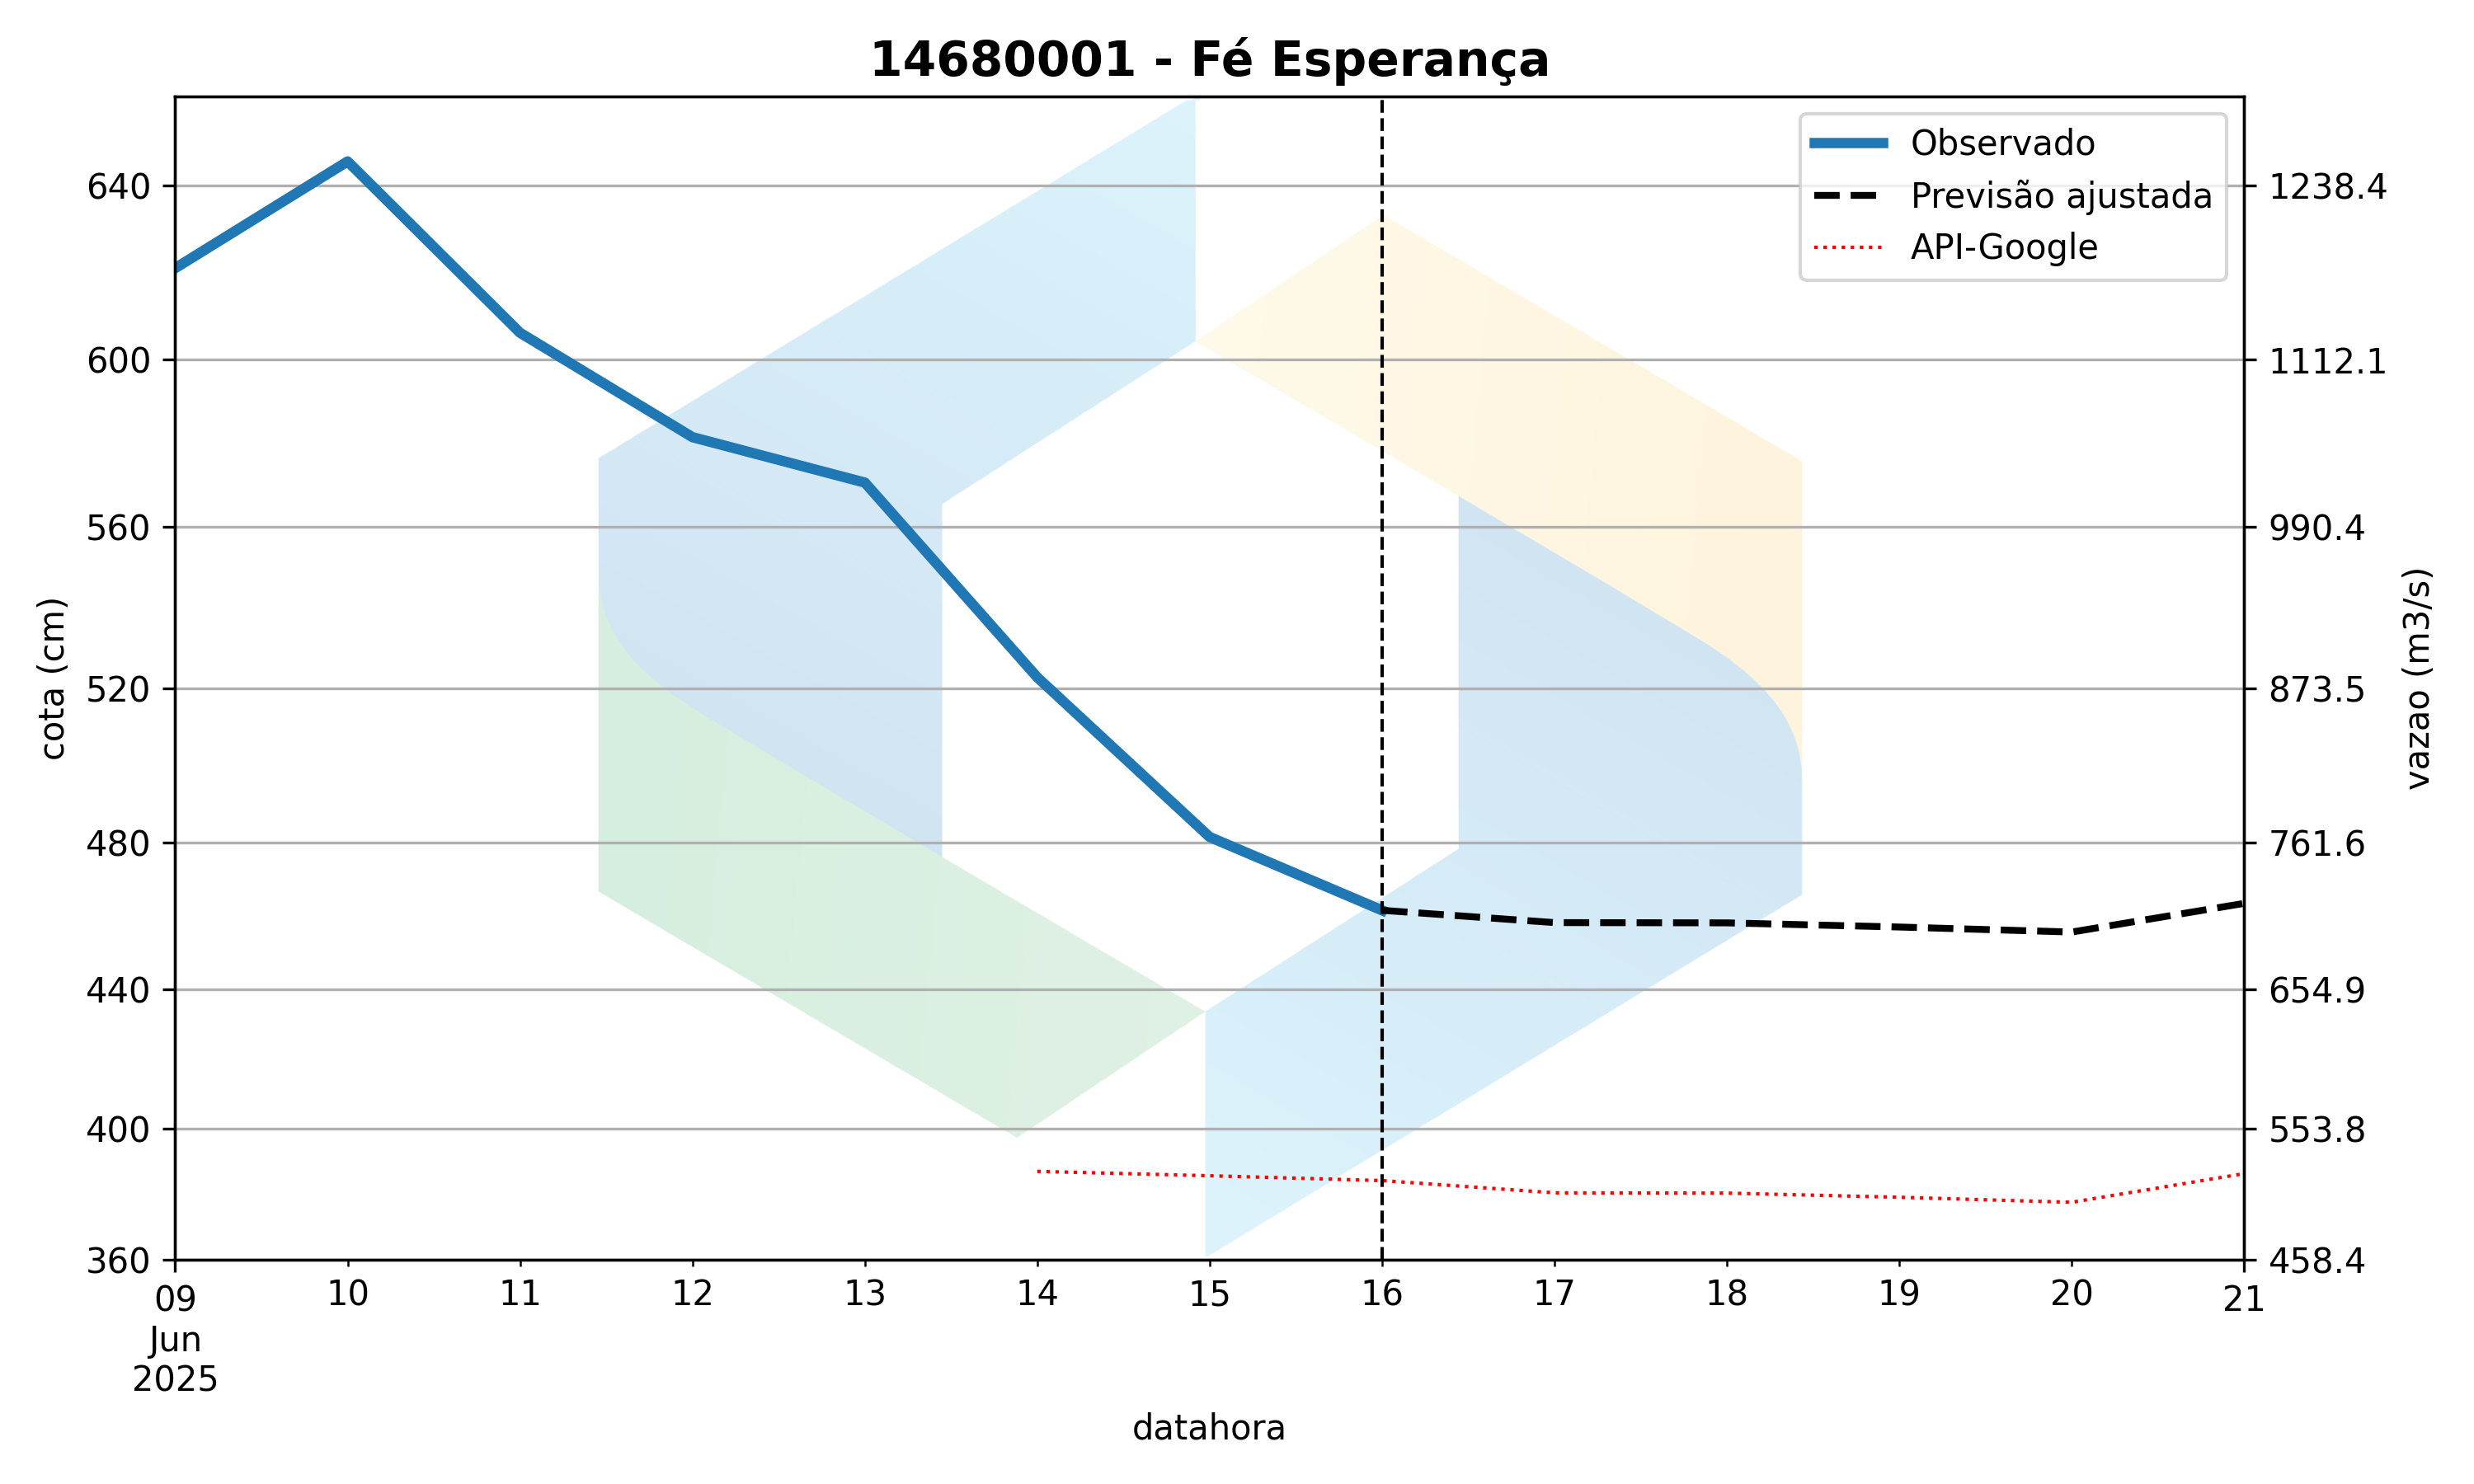 14680001 - Fé Esperança
Observado
Previsão ajustada
API-Google
640
600
560
520
480
440
400
360
cota (cm)
1238.4
1112.1
990.4
873.5
761.6
654.9
553.8
458.4
vazao (m3/s)
09 10 11 12 13 14 15 16 17 18 19 20 21
Jun
2025
datahora